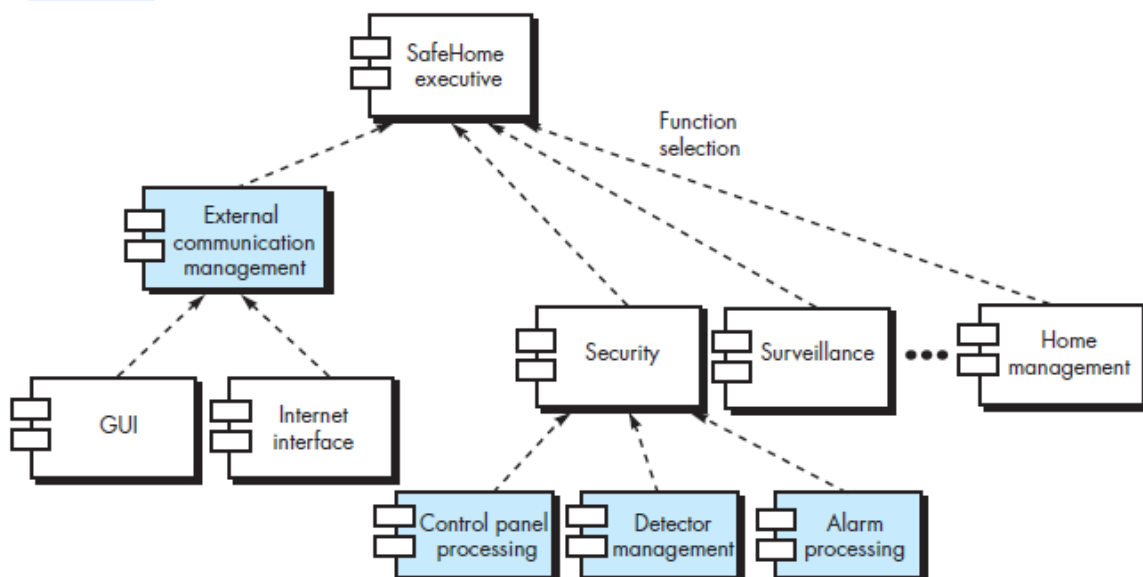 SafeHome
executive
Function
selection
External
communication
management
Security
Surveillance
Home
management
GUI
Internet
interface
Control panel
processing
Detector
management
Alarm
processing